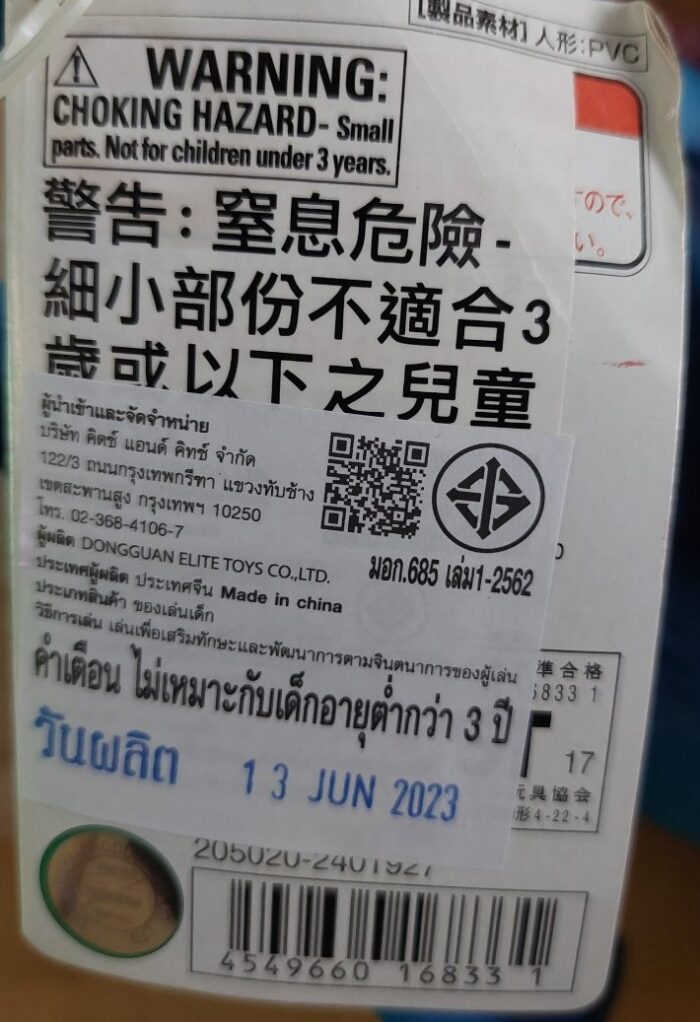 [製品素材] 人形:PVC
WARNING:
CHOKING HAZARD- Small
parts. Not for children under 3 years.
ので、
い。
警告:窒息危險-
細小部份不適合3
歲或以下之兒童
ผู้นำเข้าและจัดจำหน่าย
บริษัท คิดซ์ แอนด์ คิทซ์ จำกัด
122/3 ถนนกรุงเทพกรีฑา แขวงทับช้าง
เขตสะพานสูง กรุงเทพฯ 10250
โทร. 02-368-4106-7
ผู้ผลิต DONGGUAN ELITE TOYS CO.,LTD.
มอก.685 เล่ม1-2562
ประเทศผู้ผลิต ประเทศจีน Made in china
ประเภทสินค้า ของเล่นเด็ก
วิธีการเล่น เล่นเพื่อเสริมทักษะและพัฒนาการตามจินตนาการของผู้เล่น
คำเตือน ไม่เหมาะกับเด็กอายุต่ำกว่า 3 ปี
วันผลิต 13 JUN 2023
準合格
6833 1
17
玩具協会
形4-22-4
205020-2401927
4549660 16833 1